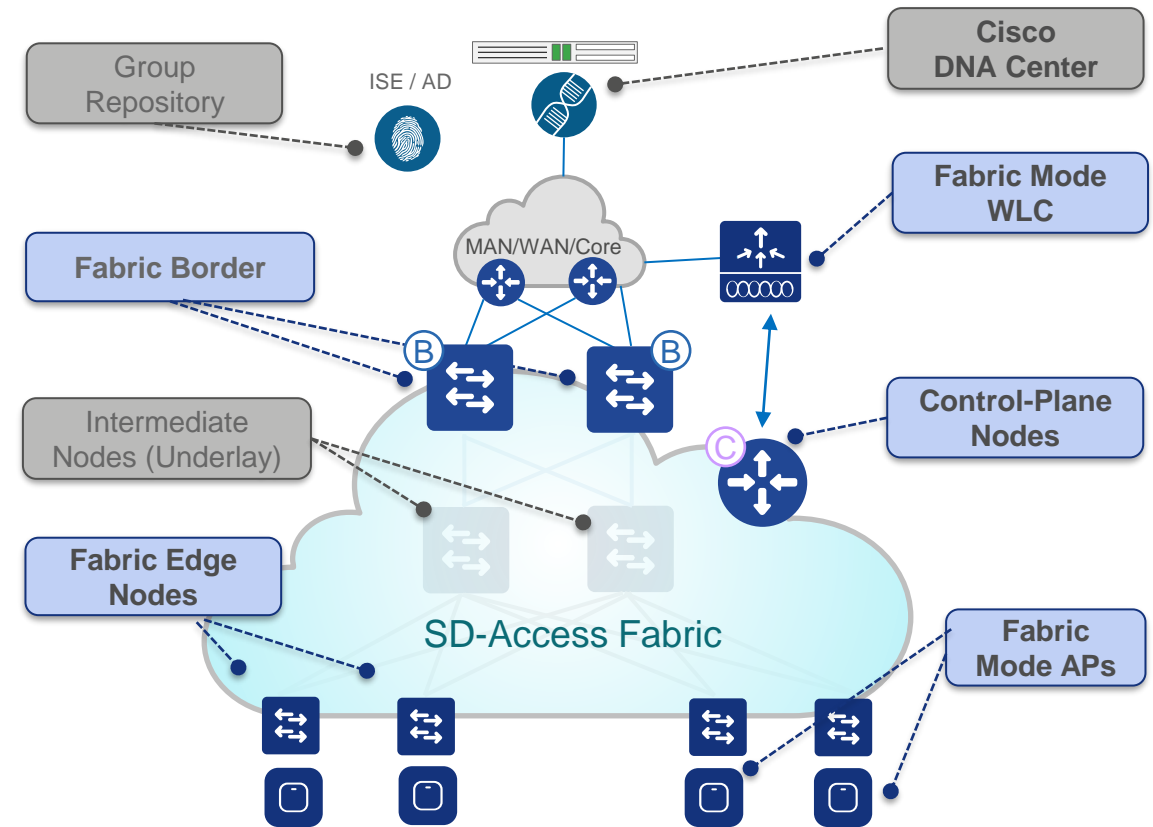 Group
Repository
ISE / AD
Cisco
DNA Center
Fabric Mode
WLC
MAN/WAN/Core
Fabric Border
B
B
Intermediate
Nodes (Underlay)
C
Control-Plane
Nodes
Fabric Edge
Nodes
SD-Access Fabric
Fabric
Mode APs